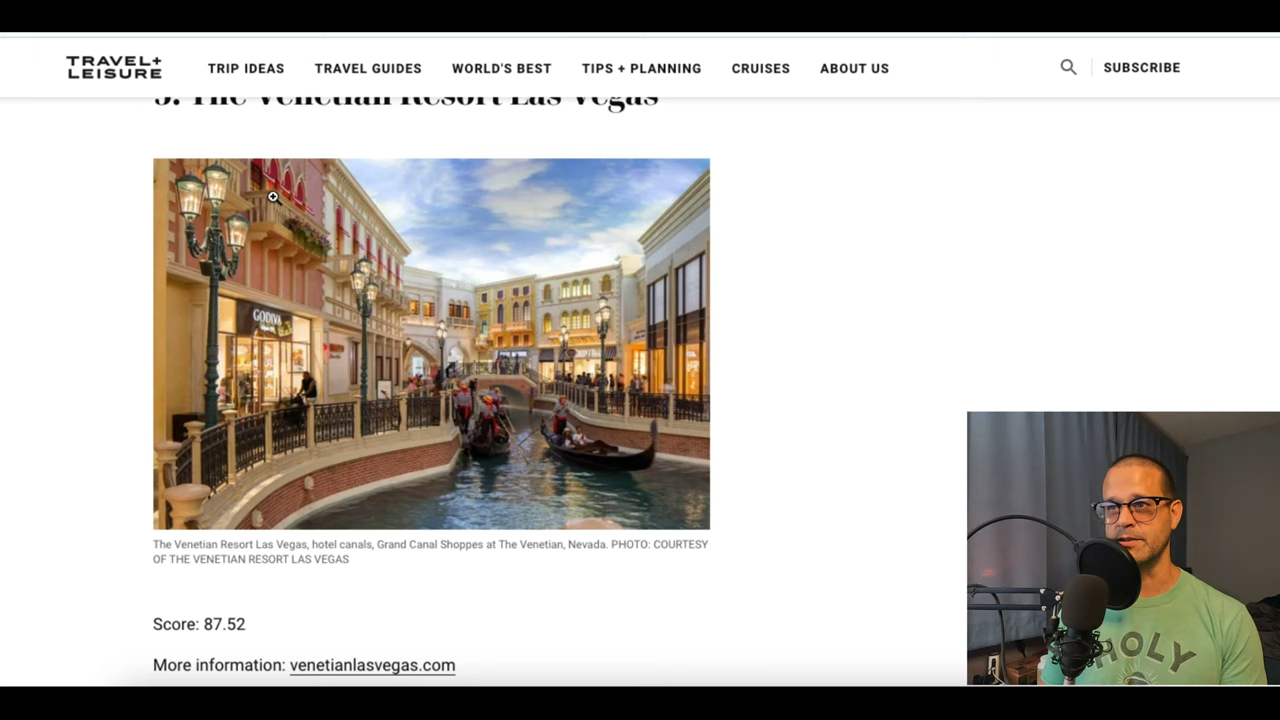 TRAVEL+
LEISURE
TRIP IDEAS TRAVEL GUIDES WORLD'S BEST TIPS + PLANNING CRUISES ABOUT US SUBSCRIBE
The Venetian Resort Las Vegas
GODIVA
The Venetian Resort Las Vegas, hotel canals, Grand Canal Shoppes at The Venetian, Nevada. PHOTO: COURTESY
OF THE VENETIAN RESORT LAS VEGAS
Score: 87.52
More information: venetianlasvegas.com
HOLY